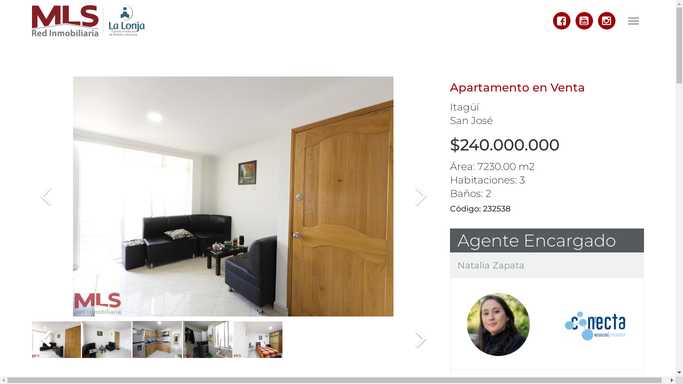 MLS
Red Inmobiliaria
La Lonja
Apartamento en Venta
Itagüí
San José
$240.000.000
Área: 7230.00 m2
Habitaciones: 3
Baños: 2
Código: 232538
Agente Encargado
Natalia Zapata
MLS
Red Inmobiliaria
conecta
MLS